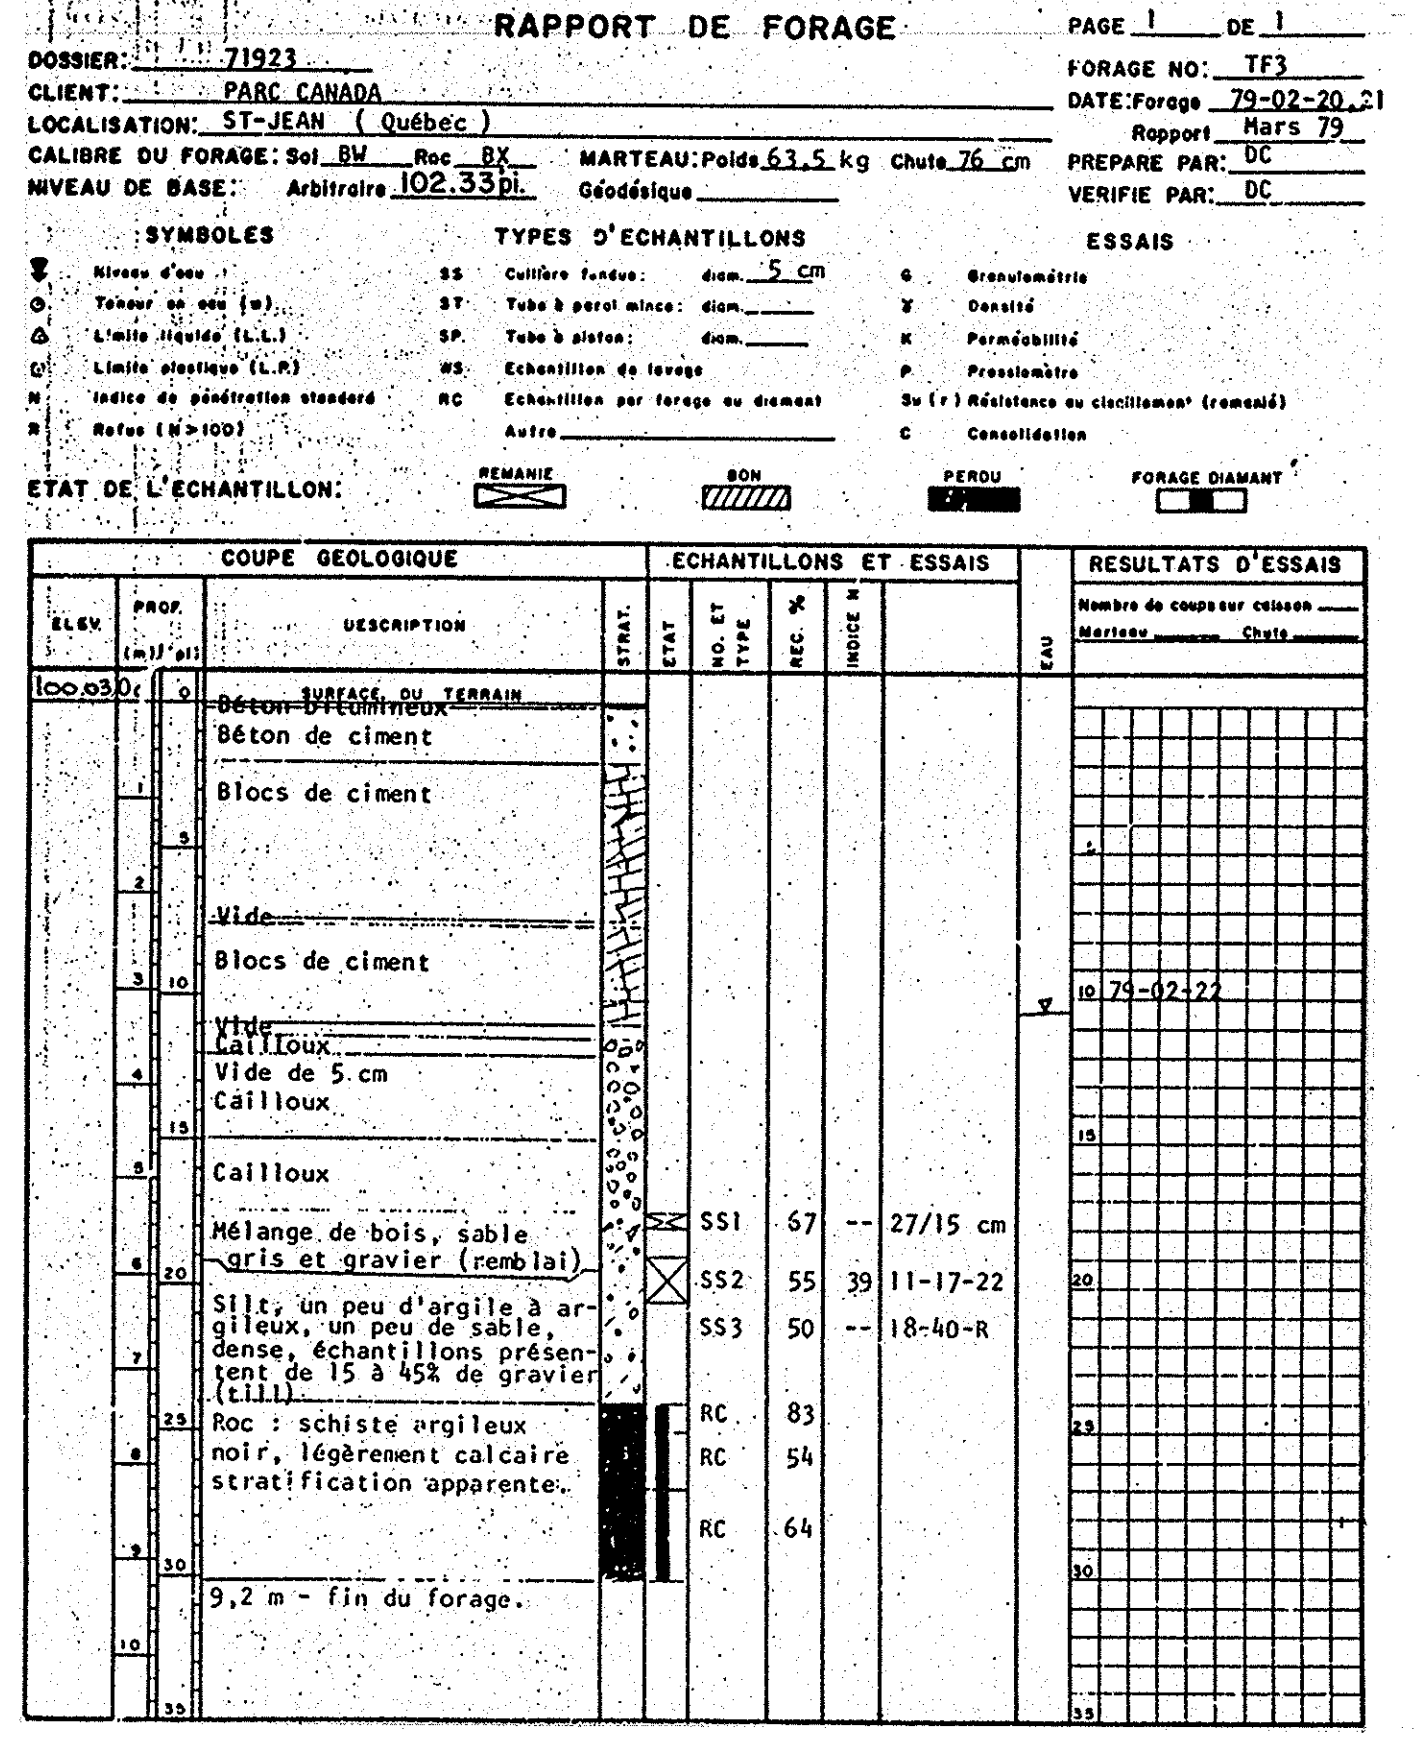 RAPPORT DE FORAGE
PAGE 1 DE 1
DOSSIER: 71923
FORAGE NO: TF3
CLIENT: PARC CANADA
DATE: Forage 79-02-20,21
LOCALISATION: ST-JEAN ( Québec )
Rapport Mars 79
CALIBRE DU FORAGE: Sol BW Roc BX MARTEAU: Poids 63,5 kg Chute 76 cm
PREPARE PAR: DC
NIVEAU DE BASE: Arbitraire 102.33 pi. Géodésique
VERIFIE PAR: DC
SYMBOLES TYPES D'ECHANTILLONS ESSAIS
Niveau d'eau SS Cuillère fendue: diam. 5 cm G Granulométrie
Teneur en eau (w) ST Tube à paroi mince: diam. γ Densité
Limite liquide (L.L.) SP. Tube à piston: diam. K Perméabilité
Limite plastique (L.P.) WS Echantillon de lavage P Pressiomètre
N Indice de pénétration standard RC Echantillon par forage au diamant Su (r) Résistance au cisaillement (remanié)
R Refus (N>100) Autre C Consolidation
ETAT DE L'ECHANTILLON: REMANIE BON PERDU FORAGE DIAMANT
COUPE GEOLOGIQUE ECHANTILLONS ET ESSAIS RESULTATS D'ESSAIS
ELEV. PROF. (m) (pi) DESCRIPTION STRAT. ETAT NO. ET TYPE REC. % INDICE N EAU
Nombre de coups sur caisson
Marteau Chute
100.03 0 0 SURFACE DU TERRAIN
Béton bitumineux
Béton de ciment
1 Blocs de ciment
5
2
Vide
Blocs de ciment
3 10 10 79-02-22
Vide
Cailloux
4 Vide de 5 cm
Cailloux
15 15
5 Cailloux
SS1 67 -- 27/15 cm
Mélange de bois, sable
gris et gravier (remblai)
6 20 SS2 55 39 11-17-22 20
Silt, un peu d'argile à ar-
gileux, un peu de sable,
SS3 50 -- 18-40-R
dense, échantillons présen-
7 tent de 15 à 45% de gravier
(till)
RC 83
25 Roc : schiste argileux 25
8 noir, légèrement calcaire RC 54
stratification apparente.
RC 64
9 30 30
9,2 m - fin du forage.
10
35 35